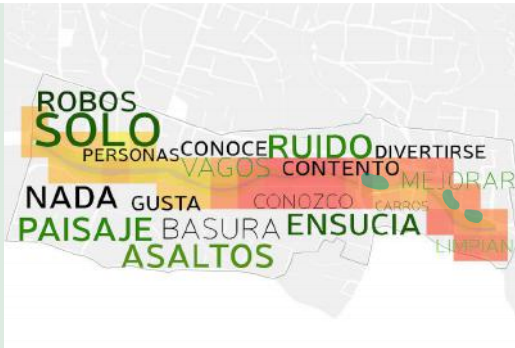 ROBOS
SOLO
PERSONAS CONOCE RUIDO DIVERTIRSE
VAGOS CONTENTO
MEJORAR
NADA GUSTA CONOZCO CARROS
PAISAJE BASURA ENSUCIA
LIMPIAN
ASALTOS